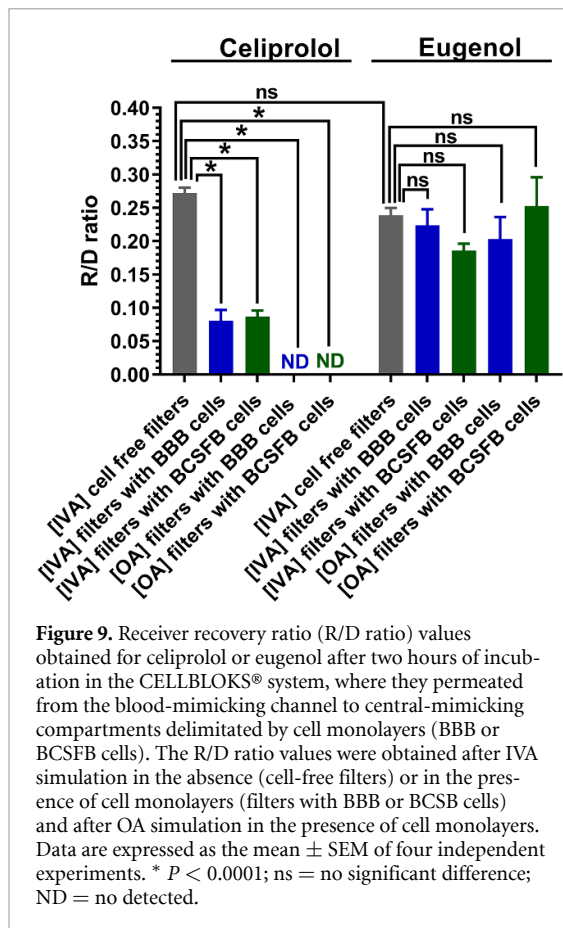 Celiprolol Eugenol
ns
*
*
*
*
ns
ns
ns
ns
0.40
0.35
0.30
0.25
0.20
0.15
0.10
0.05
0.00
R/D ratio
ND ND
[IVA] cell free filters
[IVA] filters with BBB cells
[IVA] filters with BCSFB cells
[OA] filters with BBB cells
[OA] filters with BCSFB cells
[IVA] cell free filters
[IVA] filters with BBB cells
[IVA] filters with BCSFB cells
[OA] filters with BBB cells
[OA] filters with BCSFB cells
Figure 9. Receiver recovery ratio (R/D ratio) values
obtained for celiprolol or eugenol after two hours of incub-
ation in the CELLBLOKS® system, where they permeated
from the blood-mimicking channel to central-mimicking
compartments delimitated by cell monolayers (BBB or
BCSFB cells). The R/D ratio values were obtained after IVA
simulation in the absence (cell-free filters) or in the pres-
ence of cell monolayers (filters with BBB or BCSB cells)
and after OA simulation in the presence of cell monolayers.
Data are expressed as the mean ± SEM of four independent
experiments. * P < 0.0001; ns = no significant difference;
ND = no detected.